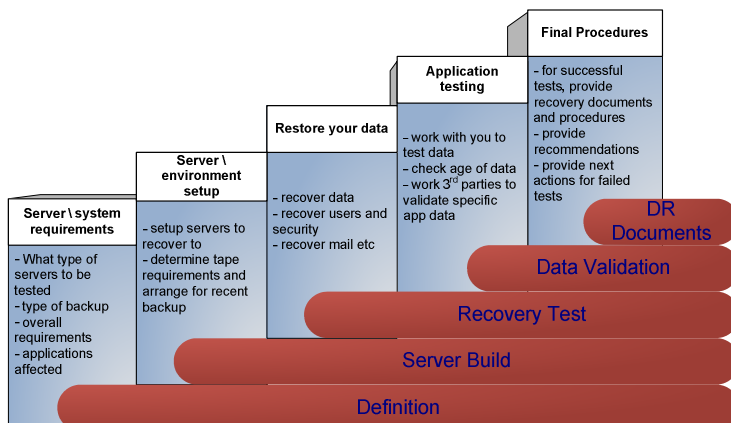 Server \ system
requirements
– What type of
servers to be
tested
– type of backup
– overall
requirements
– applications
affected
Server \
environment
setup
– setup servers to
recover to
– determine tape
requirements and
arrange for recent
backup
Restore your data
– recover data
– recover users and
security
– recover mail etc
Application
testing
– work with you to
test data
– check age of data
– work 3rd parties to
validate specific
app data
Final Procedures
– for successful
tests, provide
recovery documents
and procedures
– provide
recommendations
– provide next
actions for failed
tests
DR
Documents
Data Validation
Recovery Test
Server Build
Definition